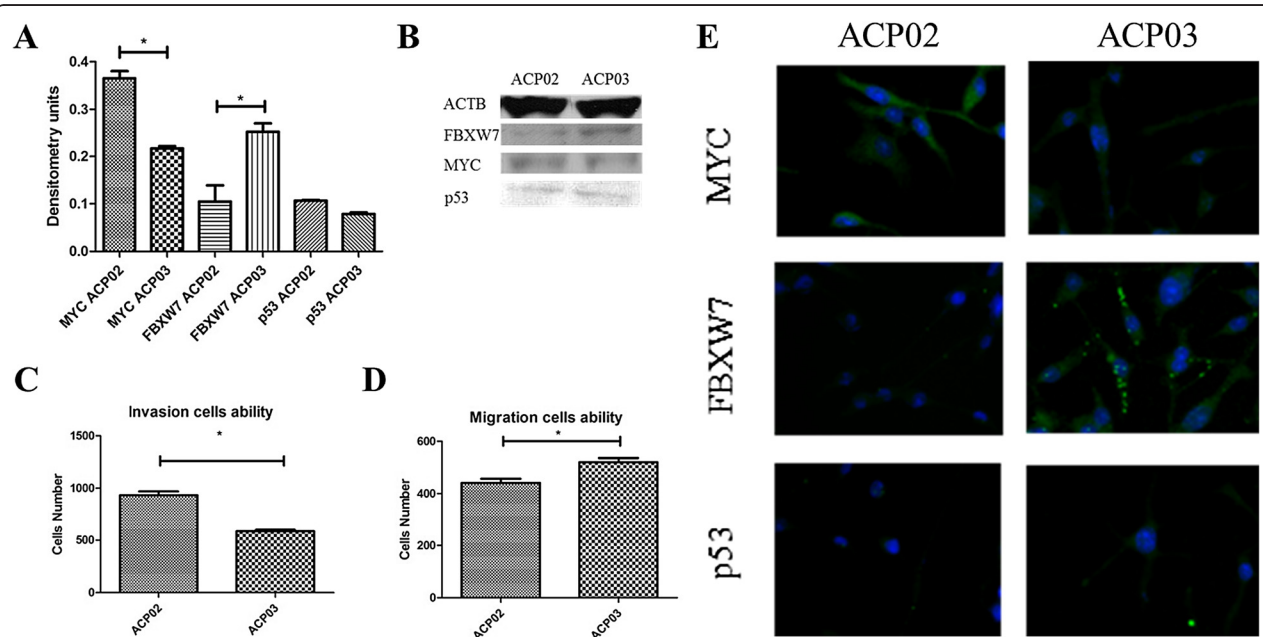 A
*
*
0.4
0.3
0.2
0.1
0.0
Densitometry units
MYC ACP02
MYC ACP03
FBXW7 ACP02
FBXW7 ACP03
p53 ACP02
p53 ACP03
B
ACP02 ACP03
ACTB
FBXW7
MYC
p53
C
Invasion cells ability
*
1500
1000
500
0
Cells Number
ACP02
ACP03
D
Migration cells ability
*
600
400
200
0
Cells Number
ACP02
ACP03
E
ACP02 ACP03
MYC
FBXW7
p53